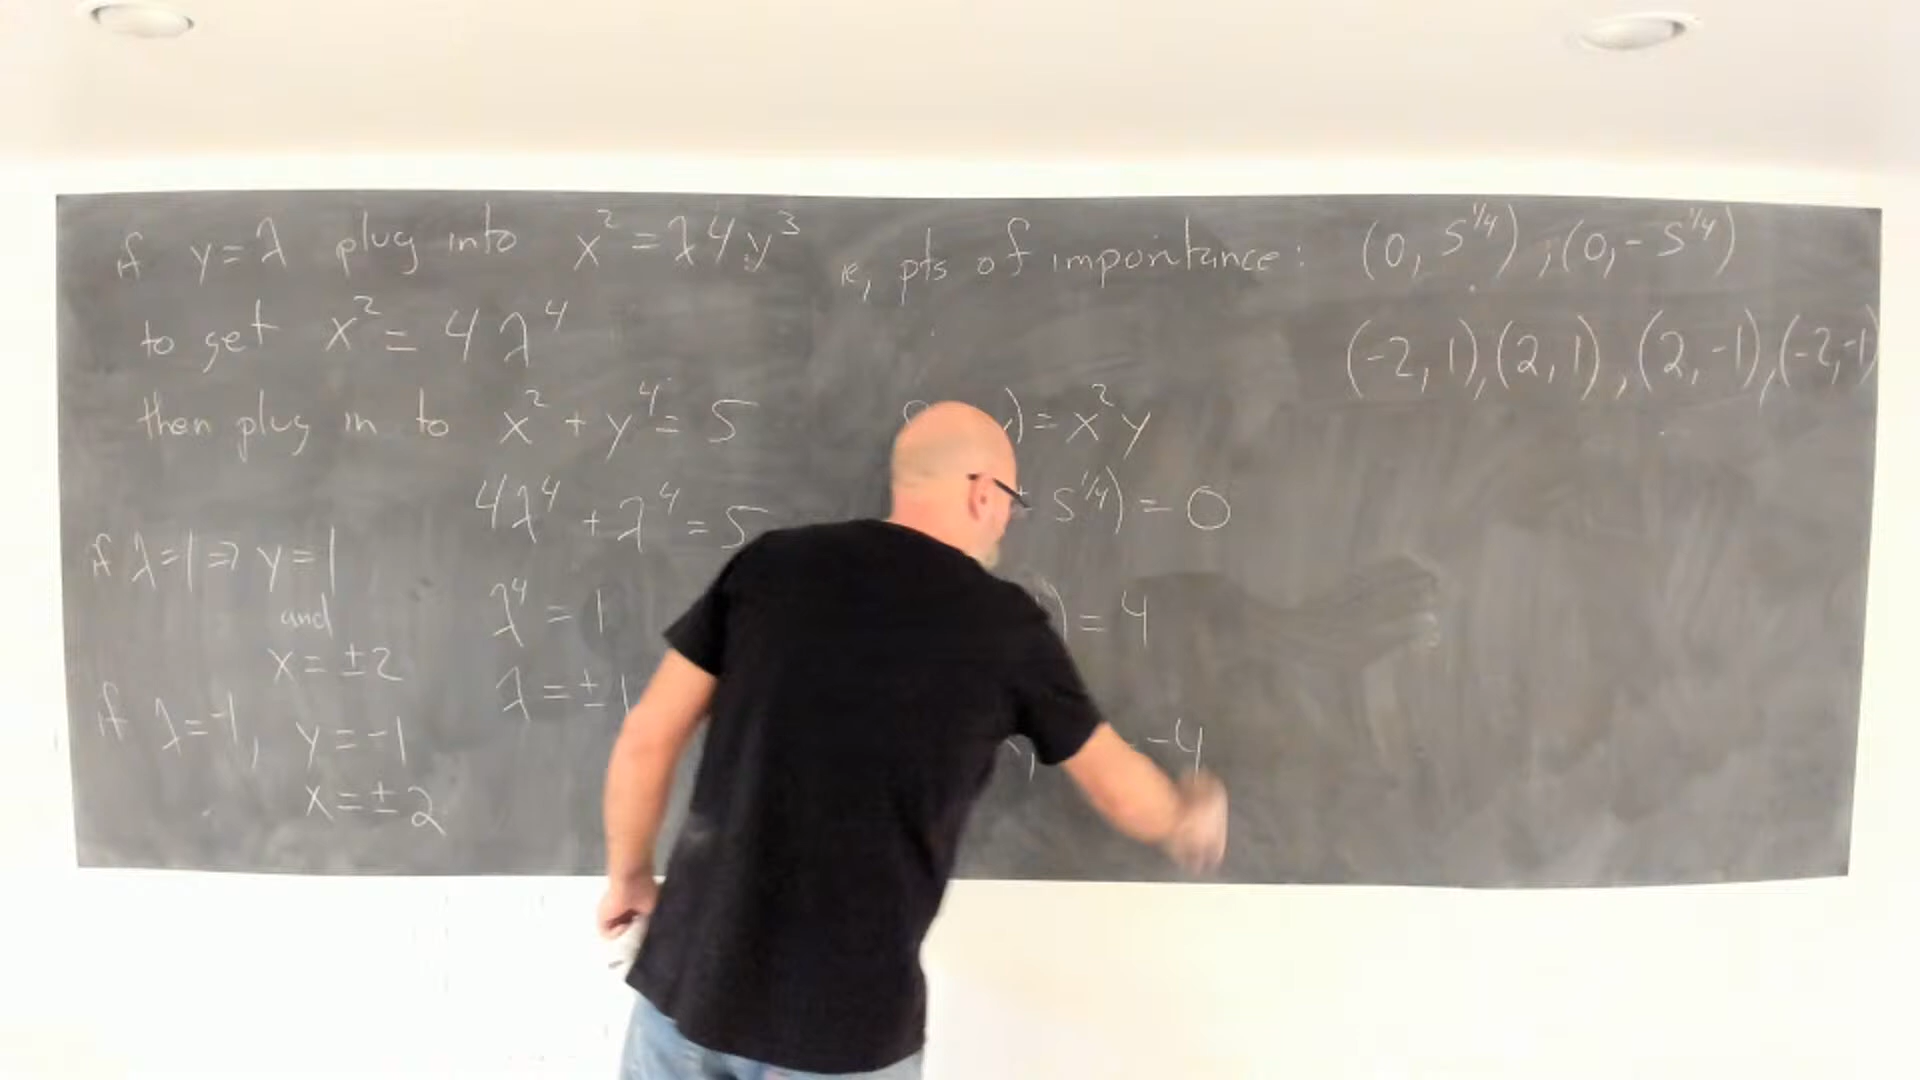 if y=λ plug into x²=λ4y³
to get x² = 4λ⁴
then plug in to x² + y⁴ = 5
4λ⁴ + λ⁴ = 5
if λ=1 ⇒ y=1
and
x=±2
λ⁴ = 1
λ = ±1
if λ=-1, y=-1
x=±2
ie, pts of importance: (0, 5^1/4), (0, -5^1/4)
(-2,1), (2,1), (2,-1), (-2,-1)
) = x²y
5^1/4) = 0
) = 4
-4